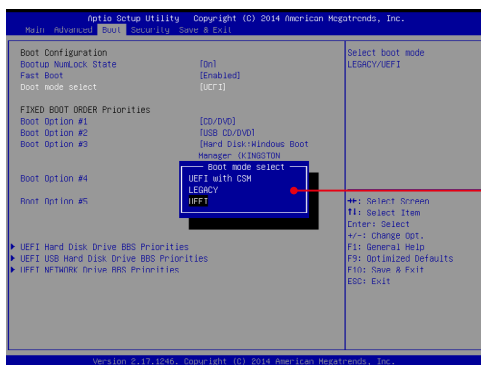 Aptio Setup Utility Copyright (C) 2014 American Megatrends, Inc.
Main Advanced Boot Security Save & Exit
Boot Configuration
Bootup NumLock State [On]
Fast Boot [Enabled]
Boot mode select [UEFI]
FIXED BOOT ORDER Priorities
Boot Option #1 [CD/DVD]
Boot Option #2 [USB CD/DVD]
Boot Option #3 [Hard Disk:Windows Boot
Manager (KINGSTON
Boot mode select
UEFI with CSM
LEGACY
UEFI
Boot Option #4
Boot Option #5
UEFI Hard Disk Drive BBS Priorities
UEFI USB Hard Disk Drive BBS Priorities
UEFI NETWORK Drive BBS Priorities
Select boot mode
LEGACY/UEFI
: Select Screen
: Select Item
Enter: Select
+/-: Change Opt.
F1: General Help
F9: Optimized Defaults
F10: Save & Exit
ESC: Exit
Version 2.17.1246. Copyright (C) 2014 American Megatrends, Inc.